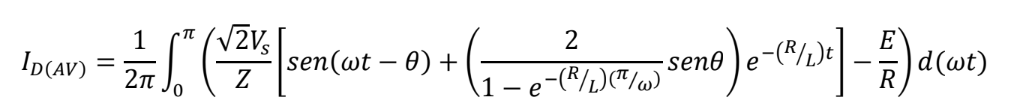 I_{D(AV)} = \frac{1}{2\pi} \int_0^{\pi} \left( \frac{\sqrt{2}V_s}{Z} \left[ sen(\omega t - \theta) + \left( \frac{2}{1 - e^{-(R/L)(\pi/\omega)}} sen\theta \right) e^{-(R/L)t} \right] - \frac{E}{R} \right) d(\omega t)